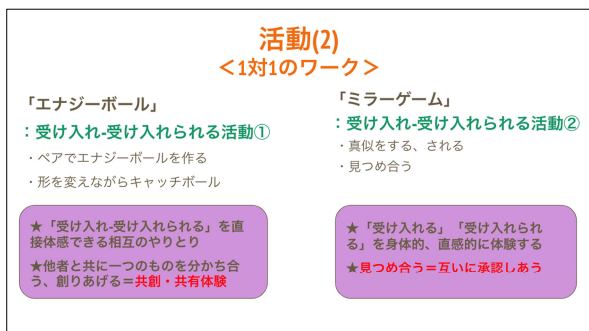 活動(2)
＜1対1のワーク＞
「エナジーボール」
：受け入れ-受け入れられる活動①
・ペアでエナジーボールを作る
・形を変えながらキャッチボール
★「受け入れ-受け入れられる」を直
接体感できる相互のやりとり
★他者と共に一つのものを分かち合
う、創りあげる＝共創・共有体験
「ミラーゲーム」
：受け入れ-受け入れられる活動②
・真似をする、される
・見つめ合う
★「受け入れる」「受け入れられ
る」を身体的、直感的に体験する
★見つめ合う＝互いに承認しあう